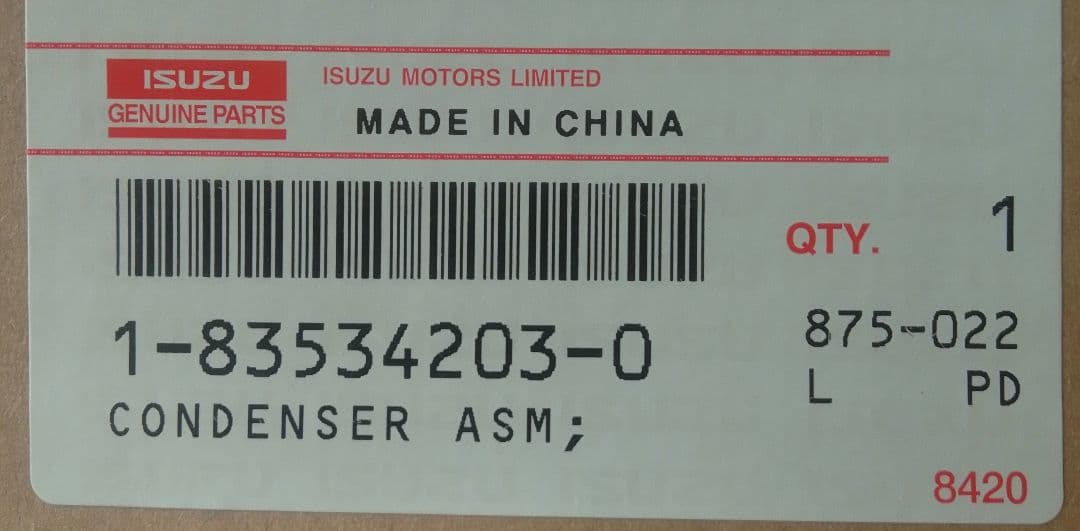 ISUZU
GENUINE PARTS
ISUZU MOTORS LIMITED
MADE IN CHINA
QTY. 1
1-83534203-0
CONDENSER ASM;
875-022
L PD
8420